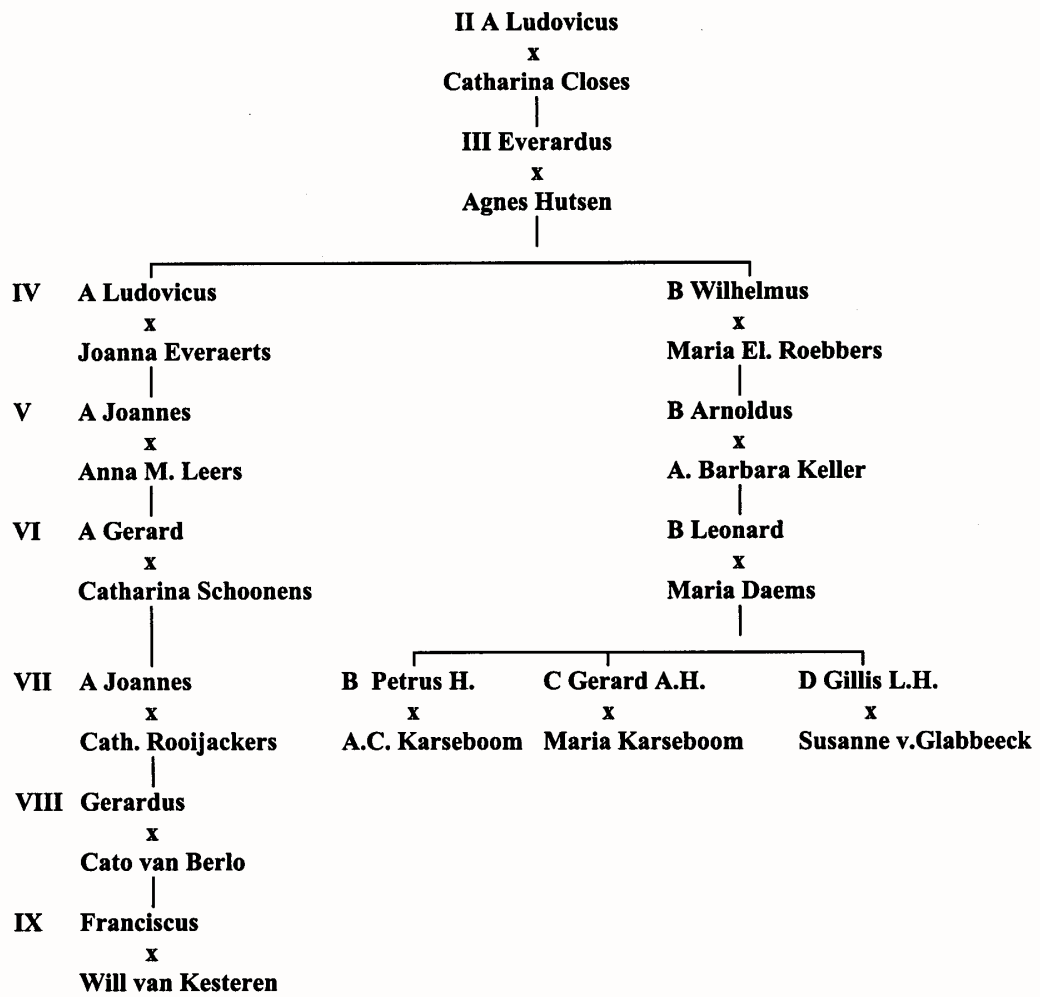 II A Ludovicus
x
Catharina Closes
III Everardus
x
Agnes Hutsen
IV A Ludovicus B Wilhelmus
x x
Joanna Everaerts Maria El. Roebbers
V A Joannes B Arnoldus
x x
Anna M. Leers A. Barbara Keller
VI A Gerard B Leonard
x x
Catharina Schoonens Maria Daems
VII A Joannes B Petrus H. C Gerard A.H. D Gillis L.H.
x x x x
Cath. Rooijackers A.C. Karseboom Maria Karseboom Susanne v.Glabbeeck
VIII Gerardus
x
Cato van Berlo
IX Franciscus
x
Will van Kesteren